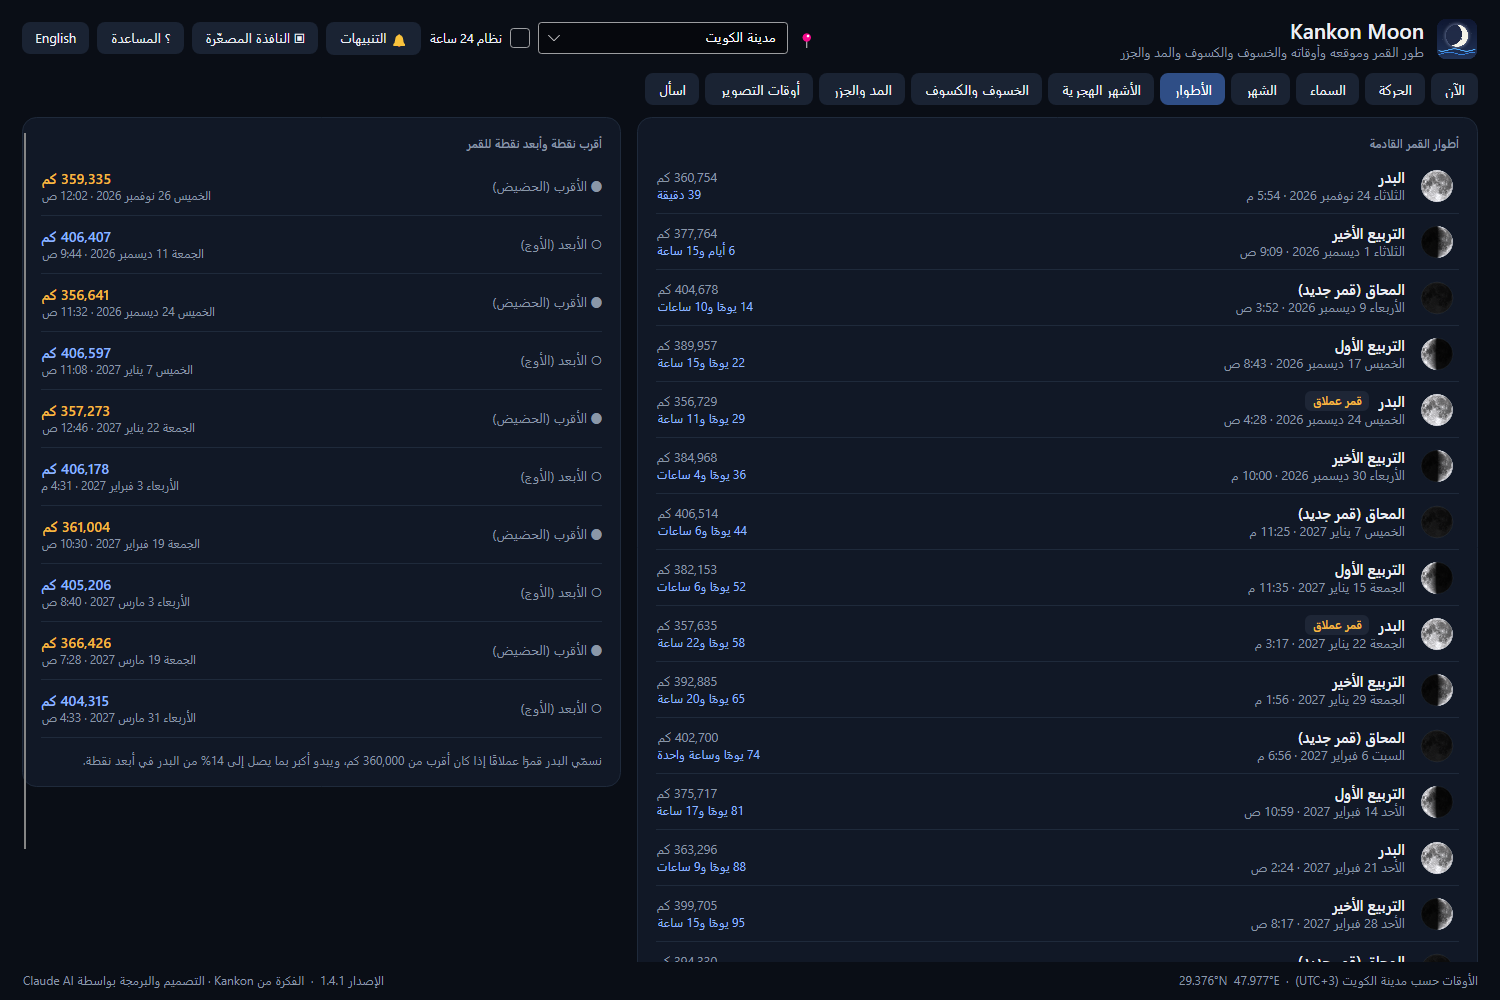 Kankon Moon
طور القمر وموقعه وأوقاته والخسوف والكسوف والمد والجزر
مدينة الكويت
نظام 24 ساعة
التنبيهات
النافذة المصغّرة
؟ المساعدة
English
الآن
الحركة
السماء
الشهر
الأطوار
الأشهر الهجرية
الخسوف والكسوف
المد والجزر
أوقات التصوير
اسأل
أطوار القمر القادمة
البدر
360,754 كم
الثلاثاء 24 نوفمبر 2026 · 5:54 م
39 دقيقة
التربيع الأخير
377,764 كم
الثلاثاء 1 ديسمبر 2026 · 9:09 ص
6 أيام و15 ساعة
المحاق (قمر جديد)
404,678 كم
الأربعاء 9 ديسمبر 2026 · 3:52 ص
14 يومًا و10 ساعات
التربيع الأول
389,957 كم
الخميس 17 ديسمبر 2026 · 8:43 ص
22 يومًا و15 ساعة
البدر قمر عملاق
356,729 كم
الخميس 24 ديسمبر 2026 · 4:28 ص
29 يومًا و11 ساعة
التربيع الأخير
384,968 كم
الأربعاء 30 ديسمبر 2026 · 10:00 م
36 يومًا و4 ساعات
المحاق (قمر جديد)
406,514 كم
الخميس 7 يناير 2027 · 11:25 م
44 يومًا و6 ساعات
التربيع الأول
382,153 كم
الجمعة 15 يناير 2027 · 11:35 م
52 يومًا و6 ساعات
البدر قمر عملاق
357,635 كم
الجمعة 22 يناير 2027 · 3:17 م
58 يومًا و22 ساعة
التربيع الأخير
392,885 كم
الجمعة 29 يناير 2027 · 1:56 م
65 يومًا و20 ساعة
المحاق (قمر جديد)
402,700 كم
السبت 6 فبراير 2027 · 6:56 م
74 يومًا وساعة واحدة
التربيع الأول
375,717 كم
الأحد 14 فبراير 2027 · 10:59 ص
81 يومًا و17 ساعة
البدر
363,296 كم
الأحد 21 فبراير 2027 · 2:24 ص
88 يومًا و9 ساعات
التربيع الأخير
399,705 كم
الأحد 28 فبراير 2027 · 8:17 ص
95 يومًا و15 ساعة
المحاق (قمر جديد)
394,330 كم
أقرب نقطة وأبعد نقطة للقمر
الأقرب (الحضيض)
359,335 كم
الخميس 26 نوفمبر 2026 · 12:02 ص
الأبعد (الأوج)
406,407 كم
الجمعة 11 ديسمبر 2026 · 9:44 ص
الأقرب (الحضيض)
356,641 كم
الخميس 24 ديسمبر 2026 · 11:32 ص
الأبعد (الأوج)
406,597 كم
الخميس 7 يناير 2027 · 11:08 ص
الأقرب (الحضيض)
357,273 كم
الجمعة 22 يناير 2027 · 12:46 ص
الأبعد (الأوج)
406,178 كم
الأربعاء 3 فبراير 2027 · 4:31 م
الأقرب (الحضيض)
361,004 كم
الجمعة 19 فبراير 2027 · 10:30 ص
الأبعد (الأوج)
405,206 كم
الأربعاء 3 مارس 2027 · 8:40 ص
الأقرب (الحضيض)
366,426 كم
الجمعة 19 مارس 2027 · 7:28 ص
الأبعد (الأوج)
404,315 كم
الأربعاء 31 مارس 2027 · 4:33 ص
نسمّي البدر قمرًا عملاقًا إذا كان أقرب من 360,000 كم، ويبدو أكبر بما يصل إلى 14% من البدر في أبعد نقطة.
الأوقات حسب مدينة الكويت (UTC+3) · 29.376°N 47.977°E
الإصدار 1.4.1 · الفكرة من Kankon · التصميم والبرمجة بواسطة Claude AI